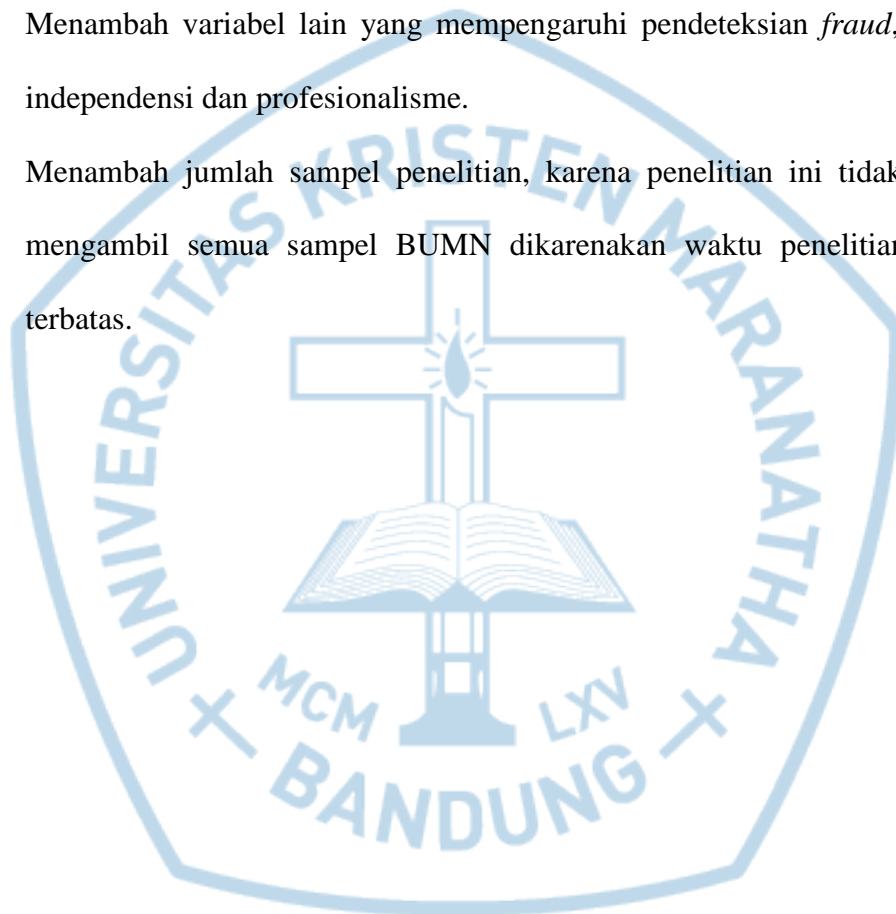 Menambah variabel lain yang mempengaruhi pendeteksian fraud,
independensi dan profesionalisme.
Menambah jumlah sampel penelitian, karena penelitian ini tidak
mengambil semua sampel BUMN dikarenakan waktu penelitian
terbatas.
UNIVERSITAS KRISTEN MARANATHA
MCM LXV
BANDUNG